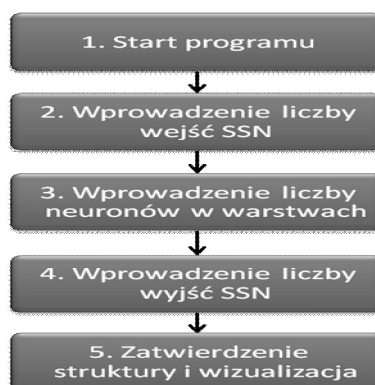 1. Start programu
2. Wprowadzenie liczby
wejść SSN
3. Wprowadzenie liczby
neuronów w warstwach
4. Wprowadzenie liczby
wyjść SSN
5. Zatwierdzenie
struktury i wizualizacja